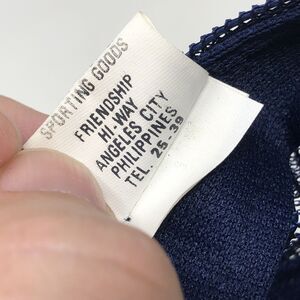 SPORTING GOODS
FRIENDSHIP
HI-WAY
ANGELES CITY
PHILIPPINES
TEL. 25-39